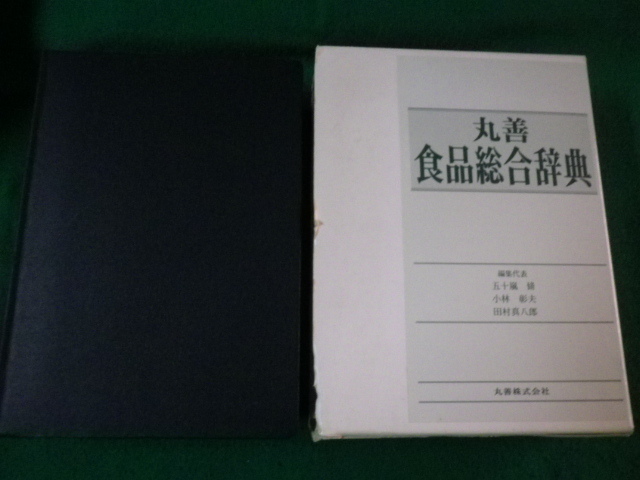 丸善
食品総合辞典
編集代表
五十嵐 脩
小林 彰夫
田村真八郎
丸善株式会社